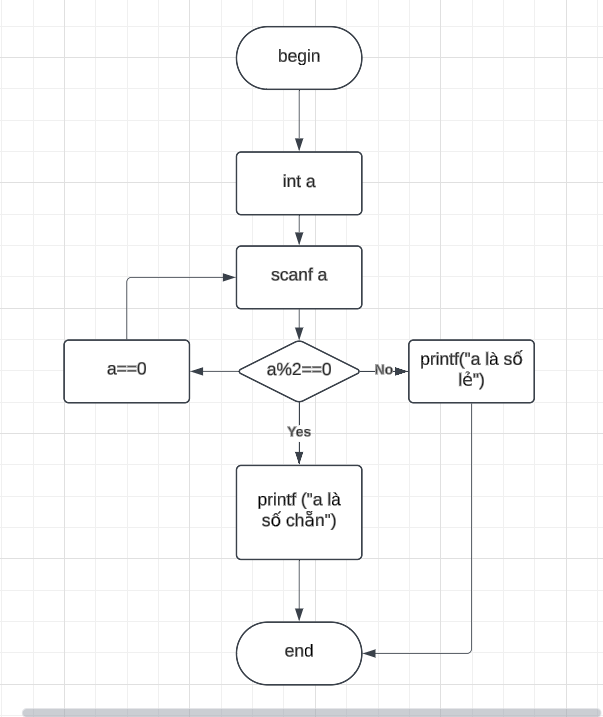 begin
int a
scanf a
a==0
a%2==0
No
printf("a là số
lẻ")
Yes
printf ("a là
số chẵn")
end